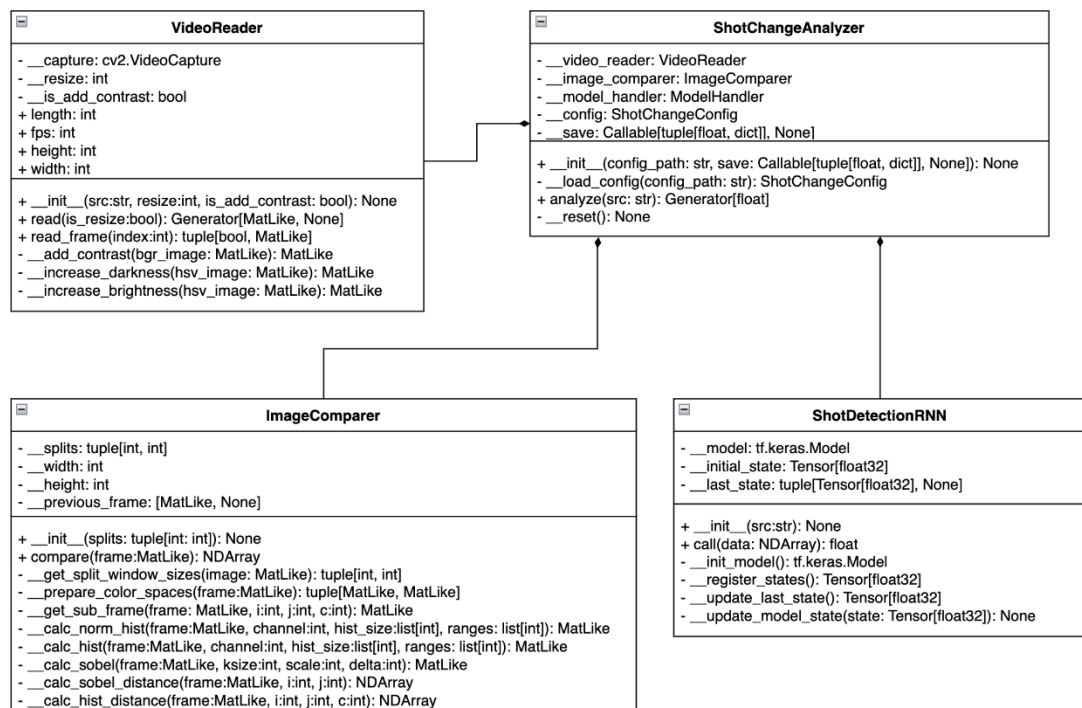 VideoReader
- __capture: cv2.VideoCapture
- __resize: int
- __is_add_contrast: bool
+ length: int
+ fps: int
+ height: int
+ width: int
+ __init__(src:str, resize:int, is_add_contrast: bool): None
+ read(is_resize:bool): Generator[MatLike, None]
+ read_frame(index:int): tuple[bool, MatLike]
- __add_contrast(bgr_image: MatLike): MatLike
- __increase_darkness(hsv_image: MatLike): MatLike
- __increase_brightness(hsv_image: MatLike): MatLike
ShotChangeAnalyzer
- __video_reader: VideoReader
- __image_comparer: ImageComparer
- __model_handler: ModelHandler
- __config: ShotChangeConfig
- __save: Callable[tuple[float, dict]], None]
+ __init__(config_path: str, save: Callable[tuple[float, dict]], None]): None
- __load_config(config_path: str): ShotChangeConfig
+ analyze(src: str): Generator[float]
- __reset(): None
ImageComparer
- __splits: tuple[int, int]
- __width: int
- __height: int
- __previous_frame: [MatLike, None]
+ __init__(splits: tuple[int: int]): None
+ compare(frame:MatLike): NDArray
- __get_split_window_sizes(image: MatLike): tuple[int, int]
- __prepare_color_spaces(frame:MatLike): tuple[MatLike, MatLike]
- __get_sub_frame(frame: MatLike, i:int, j:int, c:int): MatLike
- __calc_norm_hist(frame:MatLike, channel:int, hist_size:list[int], ranges: list[int]): MatLike
- __calc_hist(frame:MatLike, channel:int, hist_size:list[int], ranges: list[int]): MatLike
- __calc_sobel(frame:MatLike, ksize:int, scale:int, delta:int): MatLike
- __calc_sobel_distance(frame:MatLike, i:int, j:int): NDArray
- __calc_hist_distance(frame:MatLike, i:int, j:int, c:int): NDArray
ShotDetectionRNN
- __model: tf.keras.Model
- __initial_state: Tensor[float32]
- __last_state: tuple[Tensor[float32], None]
+ __init__(src:str): None
+ call(data: NDArray): float
- __init_model(): tf.keras.Model
- __register_states(): Tensor[float32]
- __update_last_state(): Tensor[float32]
- __update_model_state(state: Tensor[float32]): None